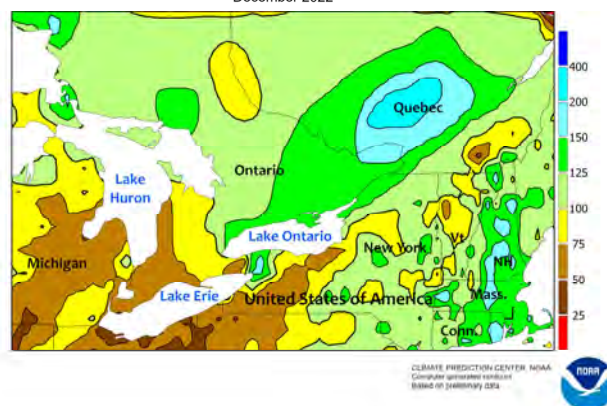 December 2022
400
200
150
125
100
75
50
25
Quebec
Ontario
Lake
Huron
Lake Ontario
Michigan
New York
Vt.
NH
Lake Erie
United States of America
Mass.
Conn.
CLIMATE PREDICTION CENTER, NOAA
Computer generated contours
Based on preliminary data
NOAA